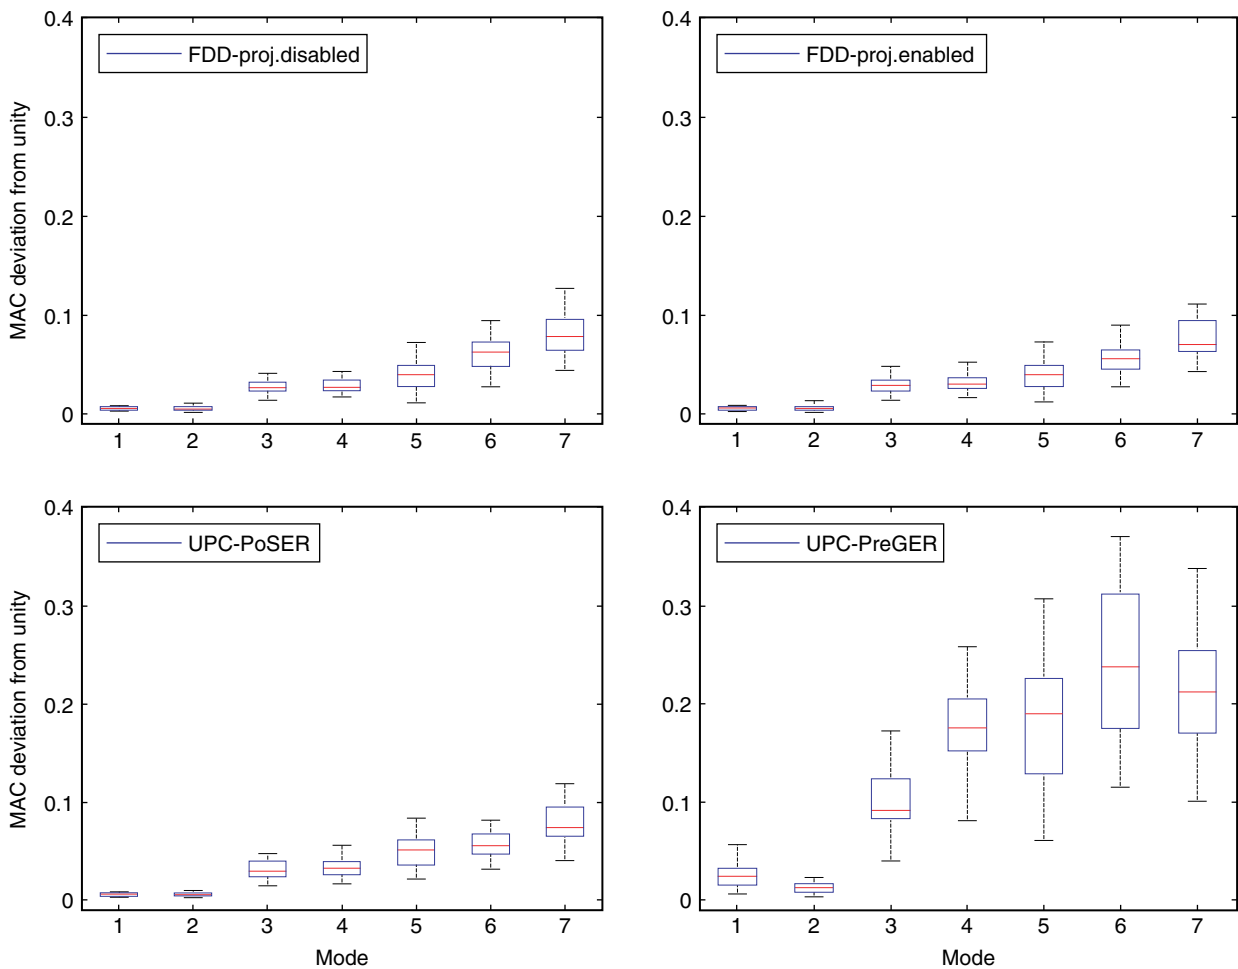 0.4
FDD-proj.disabled
0.3
0.2
0.1
0
MAC deviation from unity
1 2 3 4 5 6 7
0.4
FDD-proj.enabled
0.3
0.2
0.1
0
1 2 3 4 5 6 7
0.4
UPC-PoSER
0.3
0.2
0.1
0
MAC deviation from unity
1 2 3 4 5 6 7
Mode
0.4
UPC-PreGER
0.3
0.2
0.1
0
1 2 3 4 5 6 7
Mode